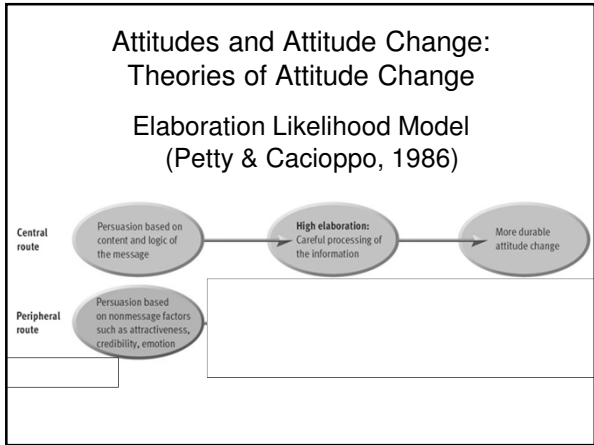 Attitudes and Attitude Change:
Theories of Attitude Change
Elaboration Likelihood Model
(Petty & Cacioppo, 1986)
Central
route
Persuasion based on
content and logic of
the message
High elaboration:
Careful processing of
the information
More durable
attitude change
Peripheral
route
Persuasion based
on nonmessage factors
such as attractiveness,
credibility, emotion